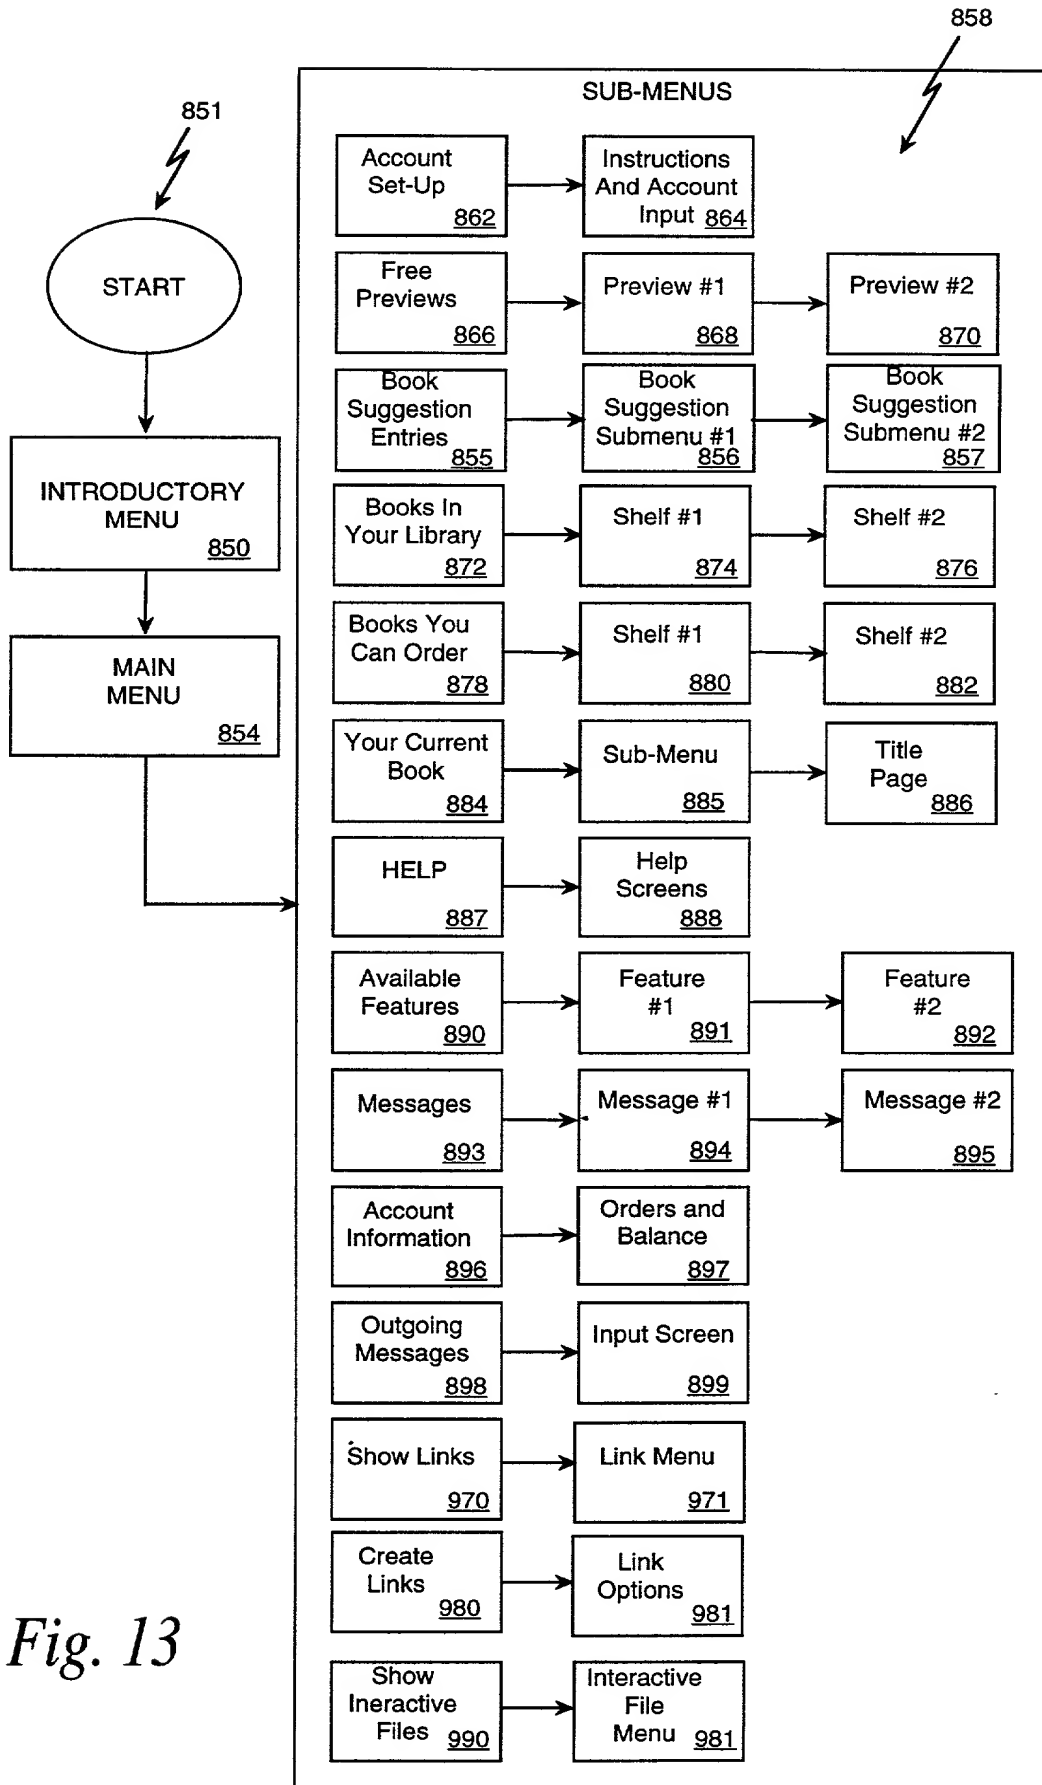 858
851
SUB-MENUS
START
INTRODUCTORY
MENU
850
MAIN
MENU
854
Account
Set-Up
862
Instructions
And Account
Input 864
Free
Previews
866
Preview #1
868
Preview #2
870
Book
Suggestion
Entries
855
Book
Suggestion
Submenu #1
856
Book
Suggestion
Submenu #2
857
Books In
Your Library
872
Shelf #1
874
Shelf #2
876
Books You
Can Order
878
Shelf #1
880
Shelf #2
882
Your Current
Book
884
Sub-Menu
885
Title
Page
886
HELP
887
Help
Screens
888
Available
Features
890
Feature
#1
891
Feature
#2
892
Messages
893
Message #1
894
Message #2
895
Account
Information
896
Orders and
Balance
897
Outgoing
Messages
898
Input Screen
899
Show Links
970
Link Menu
971
Create
Links
980
Link
Options
981
Show
Ineractive
Files
990
Interactive
File
Menu
981
Fig. 13